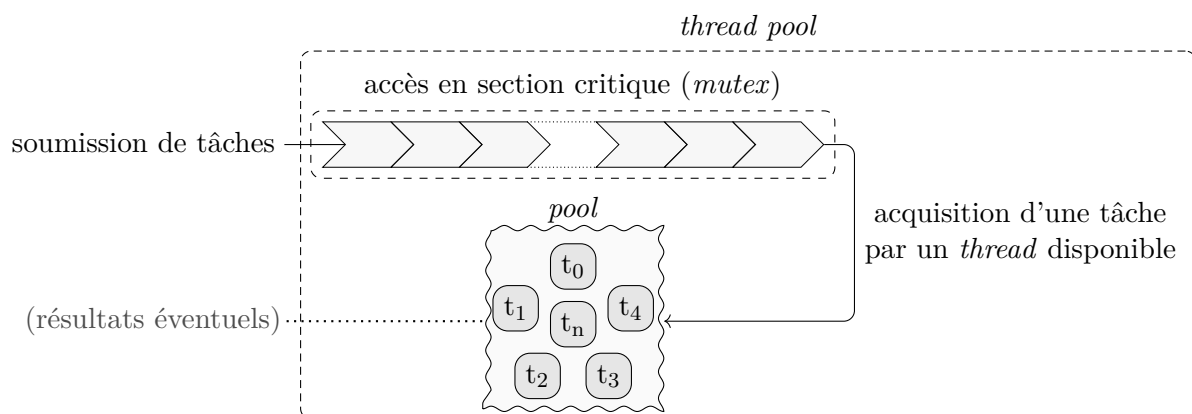 thread pool
accès en section critique (mutex)
soumission de tâches
acquisition d'une tâche
par un thread disponible
pool
t0
t1
tn
t4
(résultats éventuels)
t2
t3